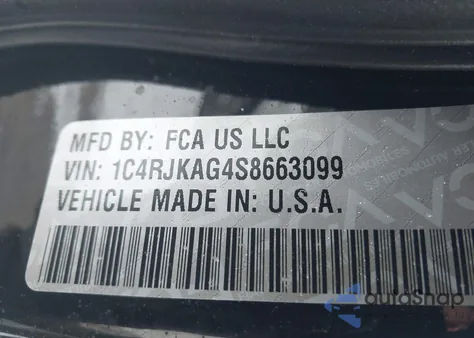 MFD BY: FCA US LLC
VIN: 1C4RJKAG4S8663099
VEHICLE MADE IN: U.S.A.
autoShop